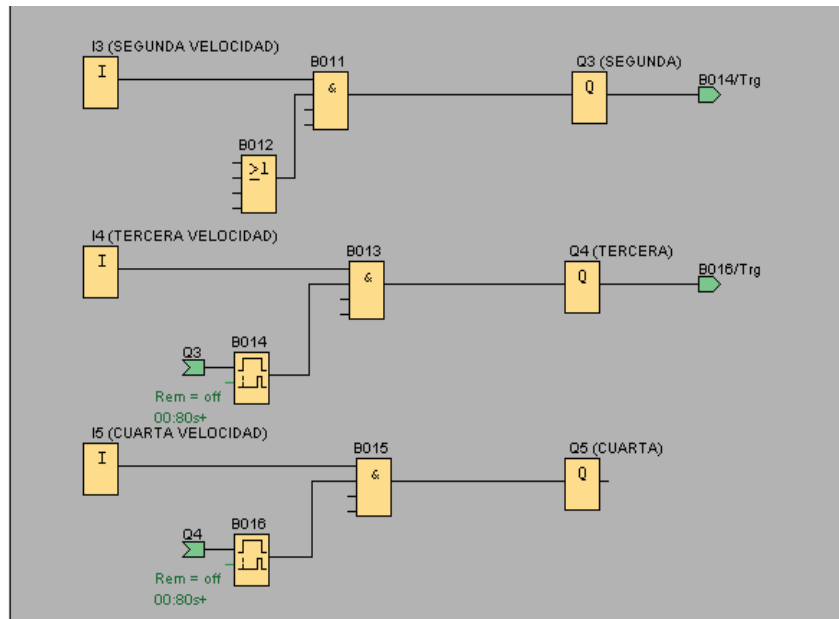 I3 (SEGUNDA VELOCIDAD)
I
B011
&
Q3 (SEGUNDA)
Q
B014/Trg
B012
>1
I4 (TERCERA VELOCIDAD)
I
B013
&
Q4 (TERCERA)
Q
B016/Trg
Q3
B014
Rem = off
00:80s+
I5 (CUARTA VELOCIDAD)
I
B015
&
Q5 (CUARTA)
Q
Q4
B016
Rem = off
00:80s+